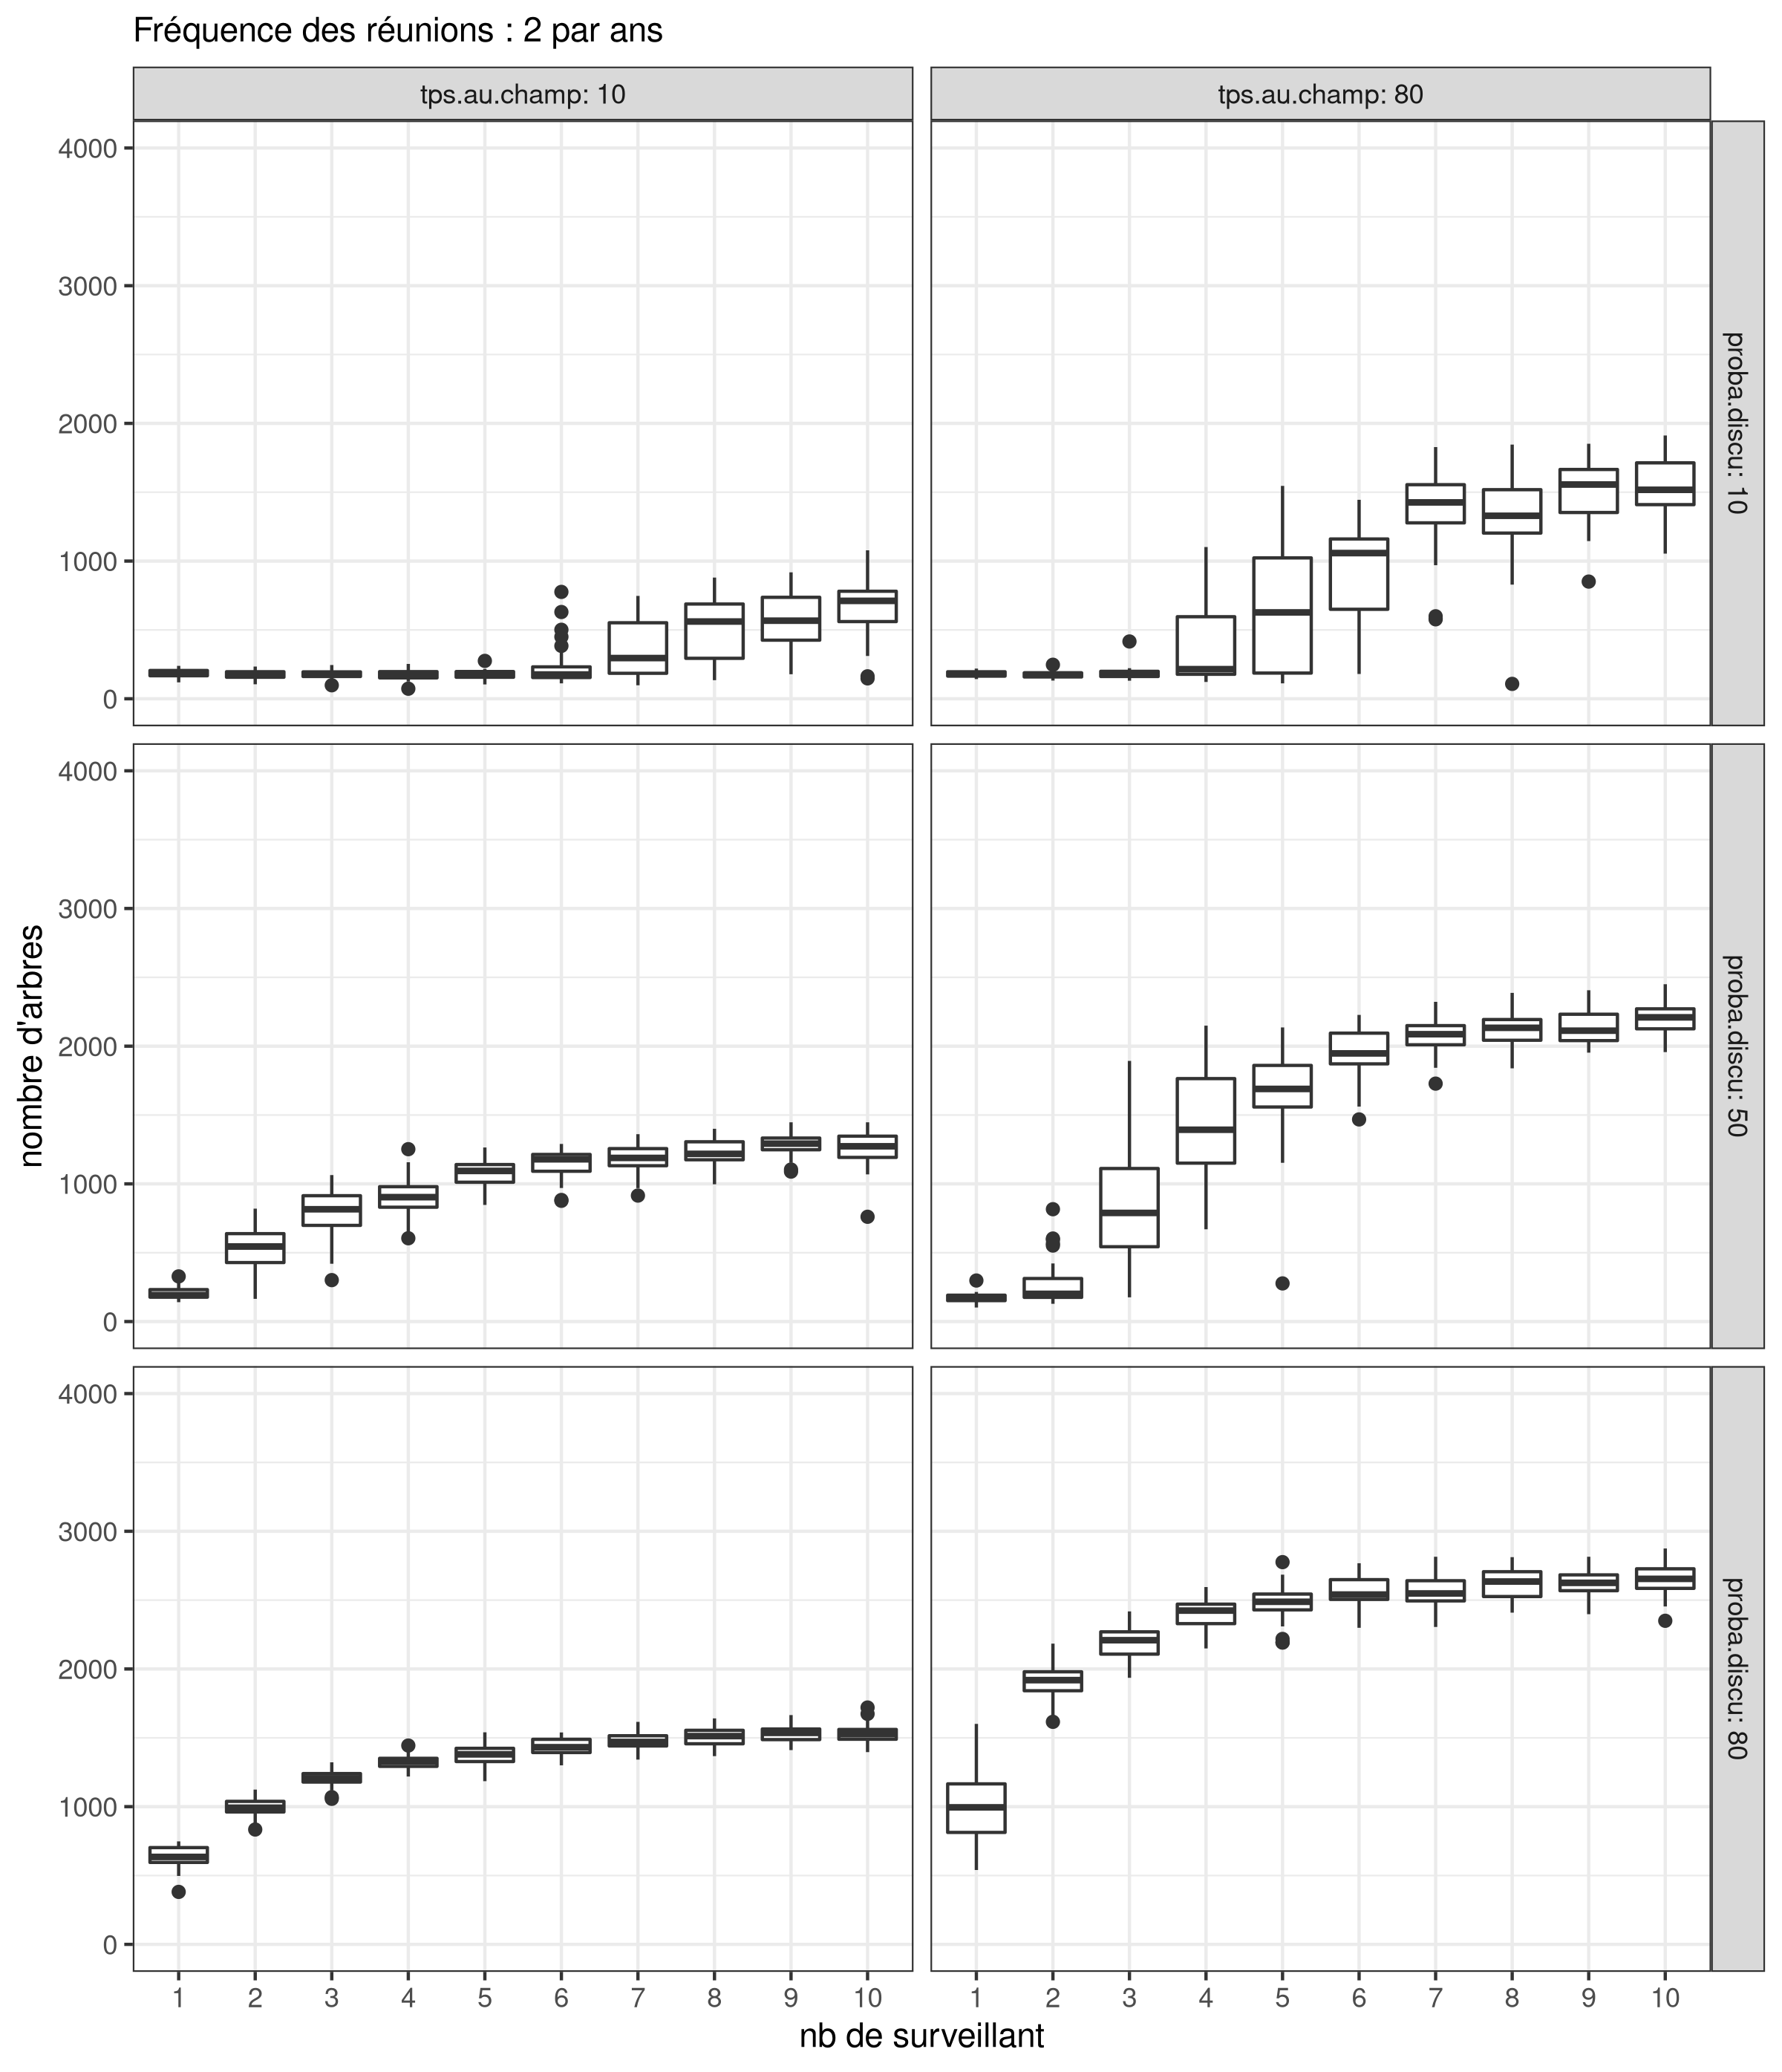 Fréquence des réunions : 2 par ans
tps.au.champ: 10
tps.au.champ: 80
4000
3000
2000
1000
0
proba.discu: 10
4000
3000
2000
1000
0
proba.discu: 50
4000
3000
2000
1000
0
proba.discu: 80
nombre d'arbres
1 2 3 4 5 6 7 8 9 10
1 2 3 4 5 6 7 8 9 10
nb de surveillant